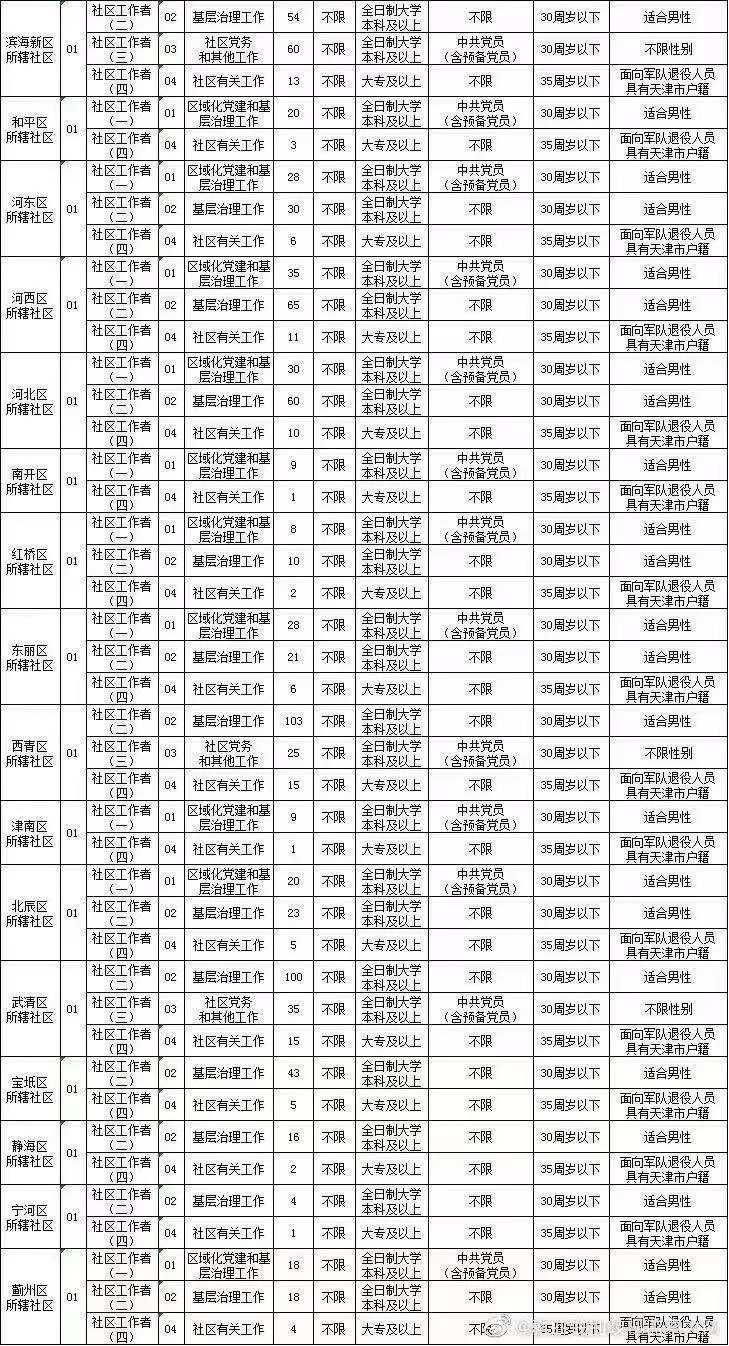 滨海新区所辖社区 01 社区工作者（二） 02 基层治理工作 54 不限 全日制大学本科及以上 不限 30周岁以下 适合男性
社区工作者（三） 03 社区党务和其他工作 60 不限 全日制大学本科及以上 中共党员（含预备党员） 30周岁以下 不限性别
社区工作者（四） 04 社区有关工作 13 不限 大专及以上 不限 35周岁以下 面向军队退役人员具有天津市户籍
和平区所辖社区 01 社区工作者（一） 01 区域化党建和基层治理工作 20 不限 全日制大学本科及以上 中共党员（含预备党员） 30周岁以下 适合男性
社区工作者（四） 04 社区有关工作 3 不限 大专及以上 不限 35周岁以下 面向军队退役人员具有天津市户籍
河东区所辖社区 01 社区工作者（一） 01 区域化党建和基层治理工作 28 不限 全日制大学本科及以上 中共党员（含预备党员） 30周岁以下 适合男性
社区工作者（二） 02 基层治理工作 30 不限 全日制大学本科及以上 不限 30周岁以下 适合男性
社区工作者（四） 04 社区有关工作 6 不限 大专及以上 不限 35周岁以下 面向军队退役人员具有天津市户籍
河西区所辖社区 01 社区工作者（一） 01 区域化党建和基层治理工作 35 不限 全日制大学本科及以上 中共党员（含预备党员） 30周岁以下 适合男性
社区工作者（二） 02 基层治理工作 65 不限 全日制大学本科及以上 不限 30周岁以下 适合男性
社区工作者（四） 04 社区有关工作 11 不限 大专及以上 不限 35周岁以下 面向军队退役人员具有天津市户籍
河北区所辖社区 01 社区工作者（一） 01 区域化党建和基层治理工作 30 不限 全日制大学本科及以上 中共党员（含预备党员） 30周岁以下 适合男性
社区工作者（二） 02 基层治理工作 60 不限 全日制大学本科及以上 不限 30周岁以下 适合男性
社区工作者（四） 04 社区有关工作 10 不限 大专及以上 不限 35周岁以下 面向军队退役人员具有天津市户籍
南开区所辖社区 01 社区工作者（一） 01 区域化党建和基层治理工作 9 不限 全日制大学本科及以上 中共党员（含预备党员） 30周岁以下 适合男性
社区工作者（四） 04 社区有关工作 1 不限 大专及以上 不限 35周岁以下 面向军队退役人员具有天津市户籍
红桥区所辖社区 01 社区工作者（一） 01 区域化党建和基层治理工作 8 不限 全日制大学本科及以上 中共党员（含预备党员） 30周岁以下 适合男性
社区工作者（二） 02 基层治理工作 10 不限 全日制大学本科及以上 不限 30周岁以下 适合男性
社区工作者（四） 04 社区有关工作 2 不限 大专及以上 不限 35周岁以下 面向军队退役人员具有天津市户籍
东丽区所辖社区 01 社区工作者（一） 01 区域化党建和基层治理工作 28 不限 全日制大学本科及以上 中共党员（含预备党员） 30周岁以下 适合男性
社区工作者（二） 02 基层治理工作 21 不限 全日制大学本科及以上 不限 30周岁以下 适合男性
社区工作者（四） 04 社区有关工作 6 不限 大专及以上 不限 35周岁以下 面向军队退役人员具有天津市户籍
西青区所辖社区 01 社区工作者（二） 02 基层治理工作 103 不限 全日制大学本科及以上 不限 30周岁以下 适合男性
社区工作者（三） 03 社区党务和其他工作 25 不限 全日制大学本科及以上 中共党员（含预备党员） 30周岁以下 不限性别
社区工作者（四） 04 社区有关工作 15 不限 大专及以上 不限 35周岁以下 面向军队退役人员具有天津市户籍
津南区所辖社区 01 社区工作者（一） 01 区域化党建和基层治理工作 9 不限 全日制大学本科及以上 中共党员（含预备党员） 30周岁以下 适合男性
社区工作者（四） 04 社区有关工作 1 不限 大专及以上 不限 35周岁以下 面向军队退役人员具有天津市户籍
北辰区所辖社区 01 社区工作者（一） 01 区域化党建和基层治理工作 20 不限 全日制大学本科及以上 中共党员（含预备党员） 30周岁以下 适合男性
社区工作者（二） 02 基层治理工作 23 不限 全日制大学本科及以上 不限 30周岁以下 适合男性
社区工作者（四） 04 社区有关工作 5 不限 大专及以上 不限 35周岁以下 面向军队退役人员具有天津市户籍
武清区所辖社区 01 社区工作者（二） 02 基层治理工作 100 不限 全日制大学本科及以上 不限 30周岁以下 适合男性
社区工作者（三） 03 社区党务和其他工作 35 不限 全日制大学本科及以上 中共党员（含预备党员） 30周岁以下 不限性别
社区工作者（四） 04 社区有关工作 15 不限 大专及以上 不限 35周岁以下 面向军队退役人员具有天津市户籍
宝坻区所辖社区 01 社区工作者（二） 02 基层治理工作 43 不限 全日制大学本科及以上 不限 30周岁以下 适合男性
社区工作者（四） 04 社区有关工作 5 不限 大专及以上 不限 35周岁以下 面向军队退役人员具有天津市户籍
静海区所辖社区 01 社区工作者（二） 02 基层治理工作 16 不限 全日制大学本科及以上 不限 30周岁以下 适合男性
社区工作者（四） 04 社区有关工作 2 不限 大专及以上 不限 35周岁以下 面向军队退役人员具有天津市户籍
宁河区所辖社区 01 社区工作者（二） 02 基层治理工作 4 不限 全日制大学本科及以上 不限 30周岁以下 适合男性
社区工作者（四） 04 社区有关工作 1 不限 大专及以上 不限 35周岁以下 面向军队退役人员具有天津市户籍
蓟州区所辖社区 01 社区工作者（一） 01 区域化党建和基层治理工作 18 不限 全日制大学本科及以上 中共党员（含预备党员） 30周岁以下 适合男性
社区工作者（二） 02 基层治理工作 18 不限 全日制大学本科及以上 不限 30周岁以下 适合男性
社区工作者（四） 04 社区有关工作 4 不限 大专及以上 不限 35周岁以下 面向军队退役人员具有天津市户籍